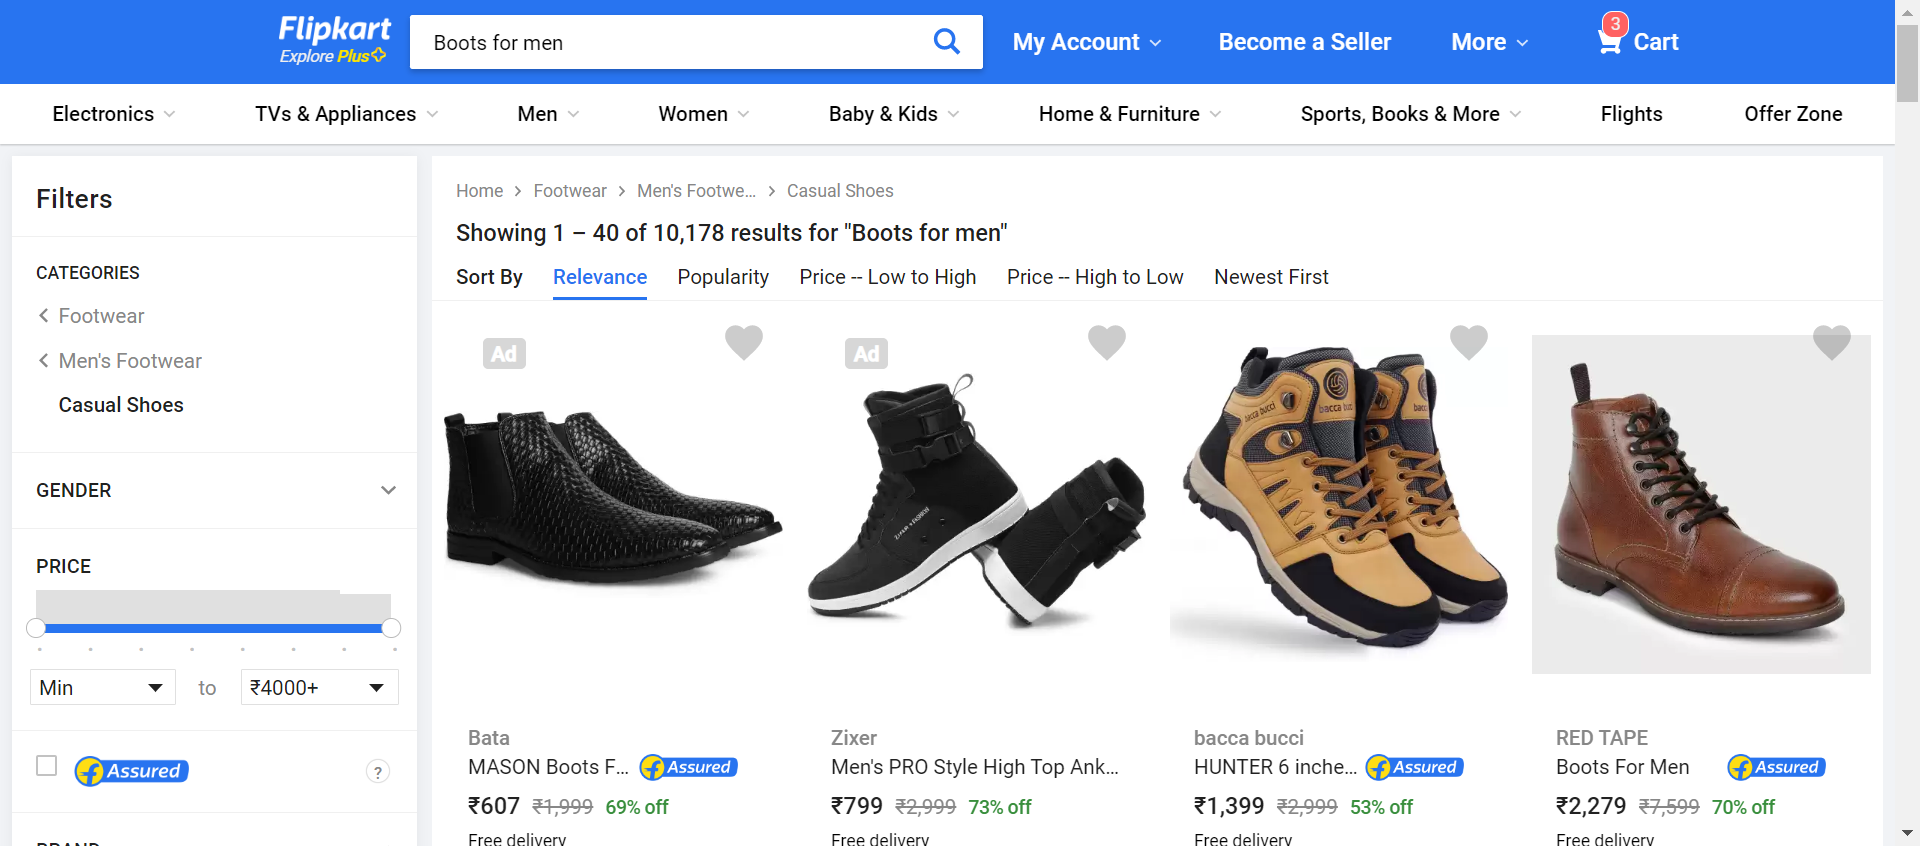 Flipkart
Explore Plus
Boots for men
My Account
Become a Seller
More
3
Cart
Electronics
TVs & Appliances
Men
Women
Baby & Kids
Home & Furniture
Sports, Books & More
Flights
Offer Zone
Filters
CATEGORIES
Footwear
Men's Footwear
Casual Shoes
GENDER
PRICE
Min
to
₹4000+
f Assured
?
Home
Footwear
Men's Footwe...
Casual Shoes
Showing 1 – 40 of 10,178 results for "Boots for men"
Sort By
Relevance
Popularity
Price -- Low to High
Price -- High to Low
Newest First
Ad
Bata
MASON Boots F...
f Assured
₹607 ₹1,999 69% off
Free delivery
Ad
Zixer
Men's PRO Style High Top Ank...
₹799 ₹2,999 73% off
Free delivery
bacca bucci
bacca bucci
HUNTER 6 inche...
f Assured
₹1,399 ₹2,999 53% off
Free delivery
RED TAPE
Boots For Men
f Assured
₹2,279 ₹7,599 70% off
Free delivery